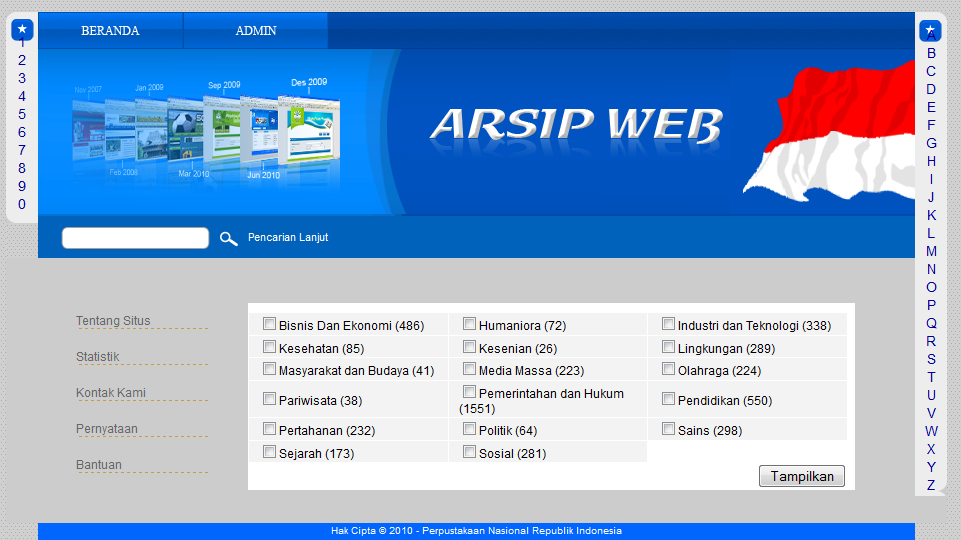 BERANDA
ADMIN
1
2
3
4
5
6
7
8
9
0
A
B
C
D
E
F
G
H
I
J
K
L
M
N
O
P
Q
R
S
T
U
V
W
X
Y
Z
Nov 2007
Jan 2009
Sep 2009
Des 2009
Feb 2008
Mar 2010
Jun 2010
ARSIP WEB
Pencarian Lanjut
Tentang Situs
Statistik
Kontak Kami
Pernyataan
Bantuan
Bisnis Dan Ekonomi (486)
Humaniora (72)
Industri dan Teknologi (338)
Kesehatan (85)
Kesenian (26)
Lingkungan (289)
Masyarakat dan Budaya (41)
Media Massa (223)
Olahraga (224)
Pariwisata (38)
Pemerintahan dan Hukum
(1551)
Pendidikan (550)
Pertahanan (232)
Politik (64)
Sains (298)
Sejarah (173)
Sosial (281)
Tampilkan
Hak Cipta © 2010 - Perpustakaan Nasional Republik Indonesia